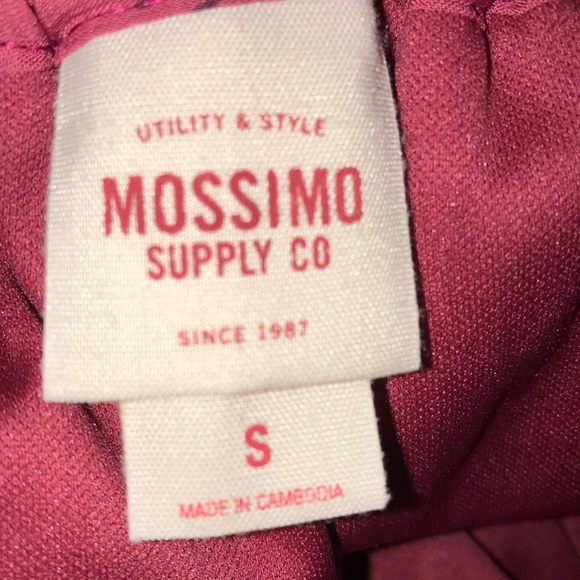 UTILITY & STYLE
MOSSIMO
SUPPLY CO
SINCE 1987
S
MADE IN CAMBODIA